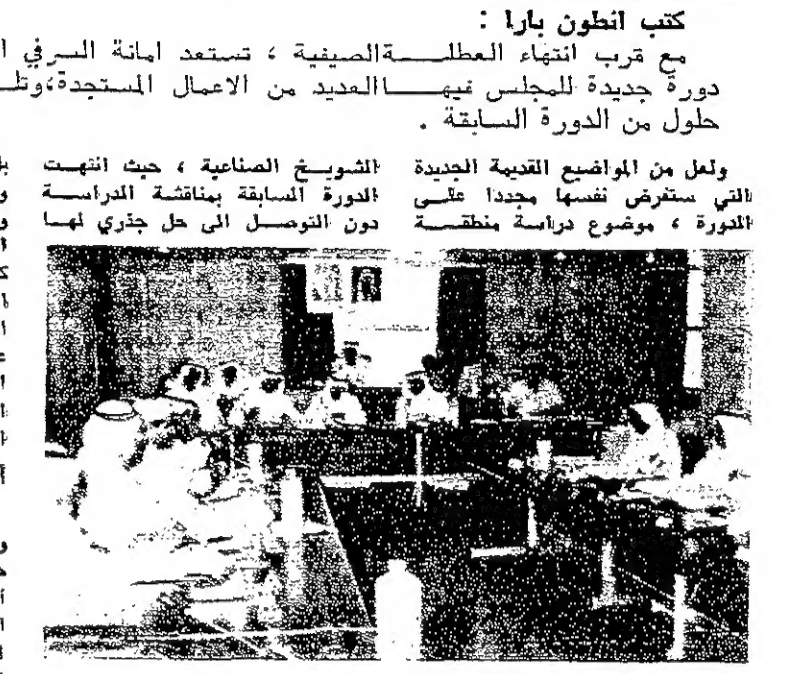 كتب انطون بارا :
مع قرب انتهاء العطلة الصيفية ، تستعد امانة السر في
دورة جديدة للمجلس فيها العديد من الاعمال المستجدة،
حلول من الدورة السابقة .
ولعل من المواضيع القديمة الجديدة
التي ستفرض نفسها مجددا على
الدورة ، موضوع دراسة منطقة
الشويخ الصناعية ، حيث انتهت
الدورة السابقة بمناقشة الدراسة
دون التوصل الى حل جذري لها